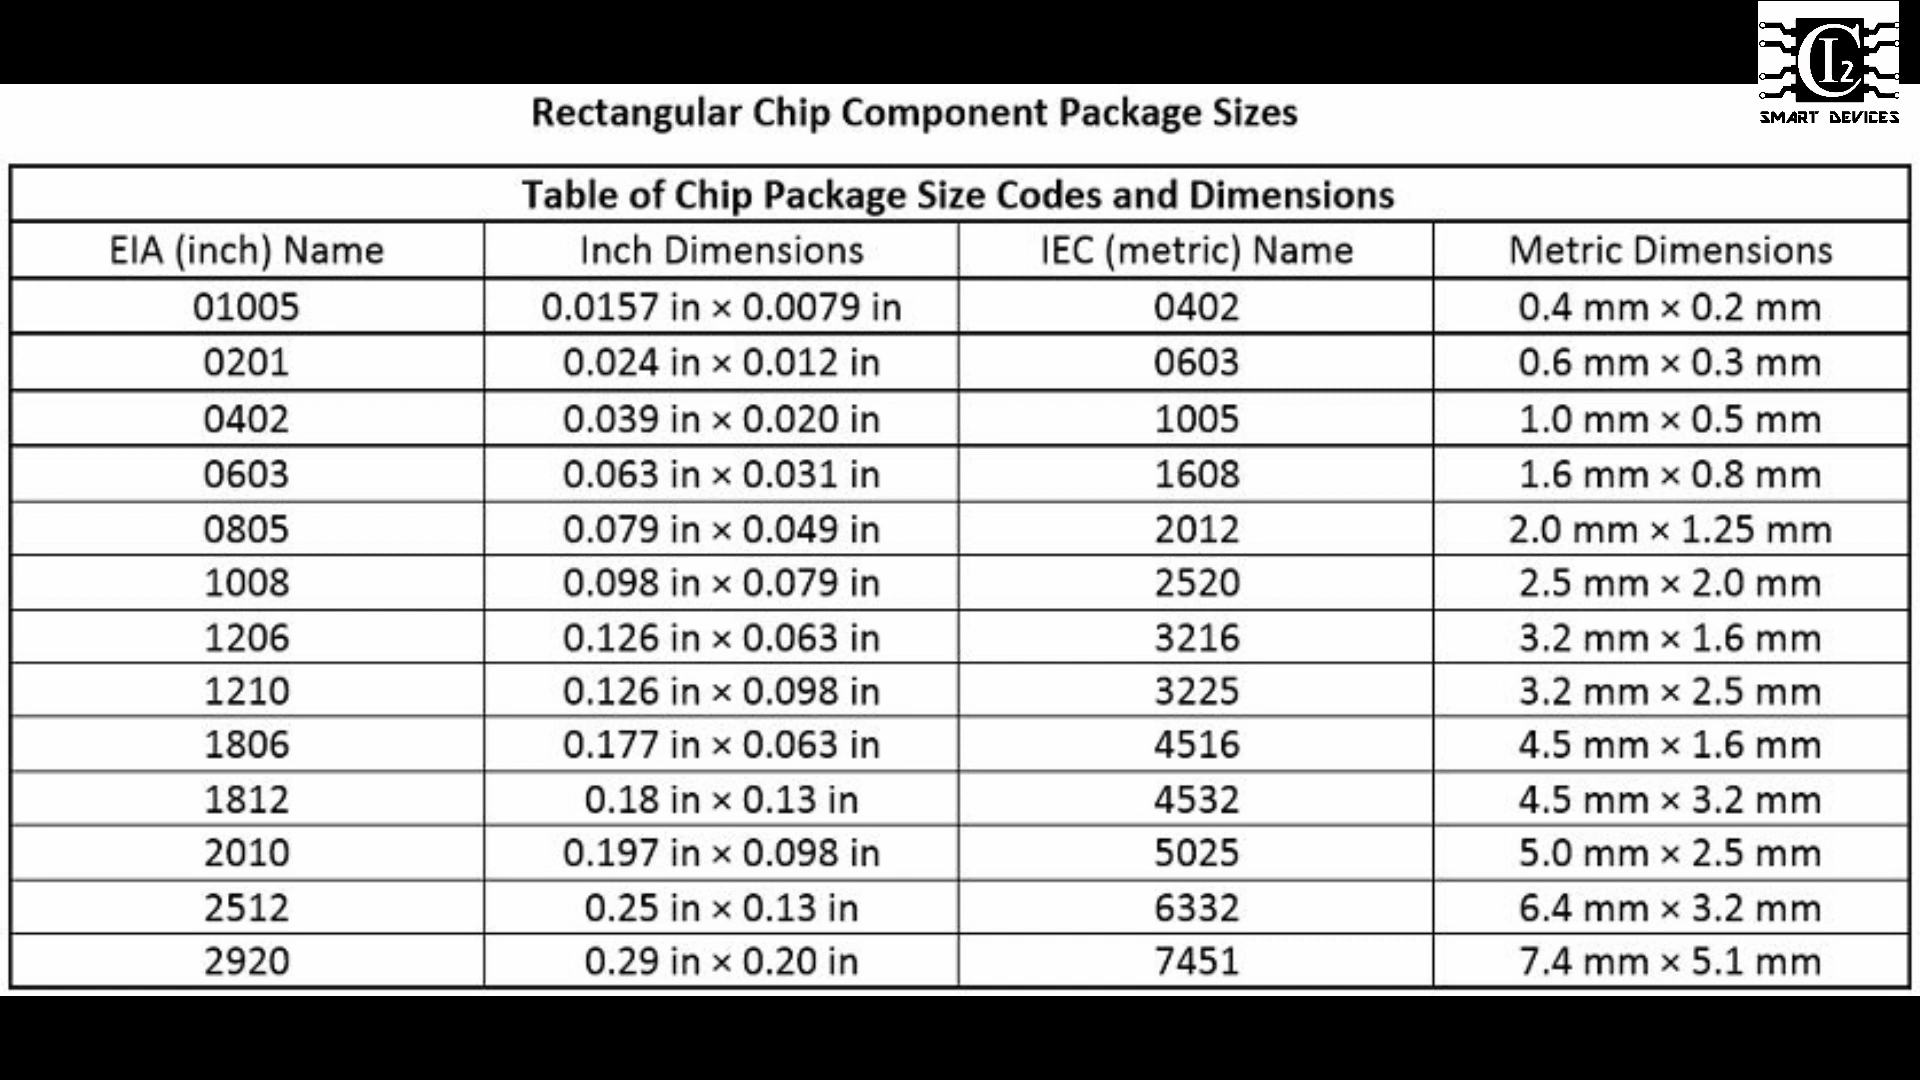 CI2
SMART DEVICES
Rectangular Chip Component Package Sizes
Table of Chip Package Size Codes and Dimensions
EIA (inch) Name Inch Dimensions IEC (metric) Name Metric Dimensions
01005 0.0157 in × 0.0079 in 0402 0.4 mm × 0.2 mm
0201 0.024 in × 0.012 in 0603 0.6 mm × 0.3 mm
0402 0.039 in × 0.020 in 1005 1.0 mm × 0.5 mm
0603 0.063 in × 0.031 in 1608 1.6 mm × 0.8 mm
0805 0.079 in × 0.049 in 2012 2.0 mm × 1.25 mm
1008 0.098 in × 0.079 in 2520 2.5 mm × 2.0 mm
1206 0.126 in × 0.063 in 3216 3.2 mm × 1.6 mm
1210 0.126 in × 0.098 in 3225 3.2 mm × 2.5 mm
1806 0.177 in × 0.063 in 4516 4.5 mm × 1.6 mm
1812 0.18 in × 0.13 in 4532 4.5 mm × 3.2 mm
2010 0.197 in × 0.098 in 5025 5.0 mm × 2.5 mm
2512 0.25 in × 0.13 in 6332 6.4 mm × 3.2 mm
2920 0.29 in × 0.20 in 7451 7.4 mm × 5.1 mm